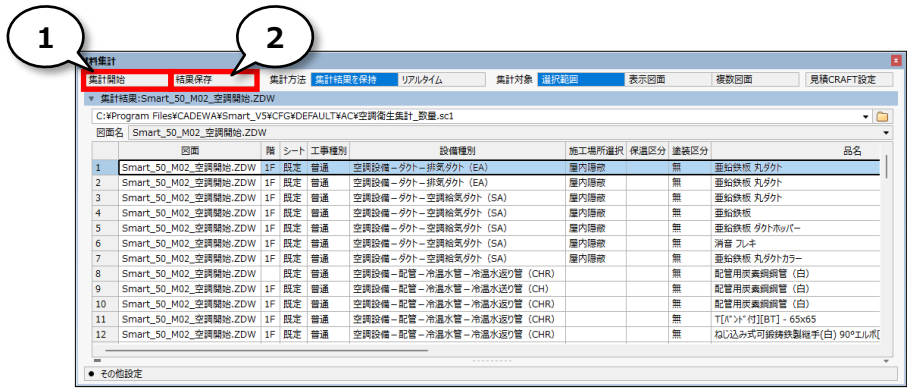 1 2
材料集計
集計開始 結果保存 集計方法 集計結果を保持 リアルタイム 集計対象 選択範囲 表示図面 複数図面 見積CRAFT設定
集計結果:Smart_50_M02_空調開始.ZDW
C:¥Program Files¥CADEWA¥Smart_V5¥CFG¥DEFAULT¥AC¥空調衛生集計_数量.sc1
図面名 Smart_50_M02_空調開始.ZDW
図面 階 シート 工事種別 設備種別 施工場所選択 保温区分 塗装区分 品名
1 Smart_50_M02_空調開始.ZDW 1F 既定 普通 空調設備－ダクト－排気ダクト（EA） 屋内隠蔽 無 亜鉛鉄板 丸ダクト
2 Smart_50_M02_空調開始.ZDW 1F 既定 普通 空調設備－ダクト－排気ダクト（EA） 屋内隠蔽 無 亜鉛鉄板 丸ダクト
3 Smart_50_M02_空調開始.ZDW 1F 既定 普通 空調設備－ダクト－空調給気ダクト（SA） 屋内隠蔽 無 亜鉛鉄板 丸ダクト
4 Smart_50_M02_空調開始.ZDW 1F 既定 普通 空調設備－ダクト－空調給気ダクト（SA） 屋内隠蔽 無 亜鉛鉄板
5 Smart_50_M02_空調開始.ZDW 1F 既定 普通 空調設備－ダクト－空調給気ダクト（SA） 屋内隠蔽 無 亜鉛鉄板 ダクトホッパー
6 Smart_50_M02_空調開始.ZDW 1F 既定 普通 空調設備－ダクト－空調給気ダクト（SA） 屋内隠蔽 無 消音 フレキ
7 Smart_50_M02_空調開始.ZDW 1F 既定 普通 空調設備－ダクト－空調給気ダクト（SA） 屋内隠蔽 無 亜鉛鉄板 丸ダクトカラー
8 Smart_50_M02_空調開始.ZDW 既定 普通 空調設備－配管－冷温水管－冷温水返り管（CHR） 無 配管用炭素鋼鋼管（白）
9 Smart_50_M02_空調開始.ZDW 1F 既定 普通 空調設備－配管－冷温水管－冷温水送り管（CH） 無 配管用炭素鋼鋼管（白）
10 Smart_50_M02_空調開始.ZDW 1F 既定 普通 空調設備－配管－冷温水管－冷温水返り管（CHR） 無 配管用炭素鋼鋼管（白）
11 Smart_50_M02_空調開始.ZDW 1F 既定 普通 空調設備－配管－冷温水管－冷温水返り管（CHR） 無 T[ﾊﾞﾝﾄﾞ付][BT] - 65x65
12 Smart_50_M02_空調開始.ZDW 1F 既定 普通 空調設備－配管－冷温水管－冷温水返り管（CHR） 無 ねじ込み式可鍛鋳鉄製継手(白) 90°エルボ[
その他設定